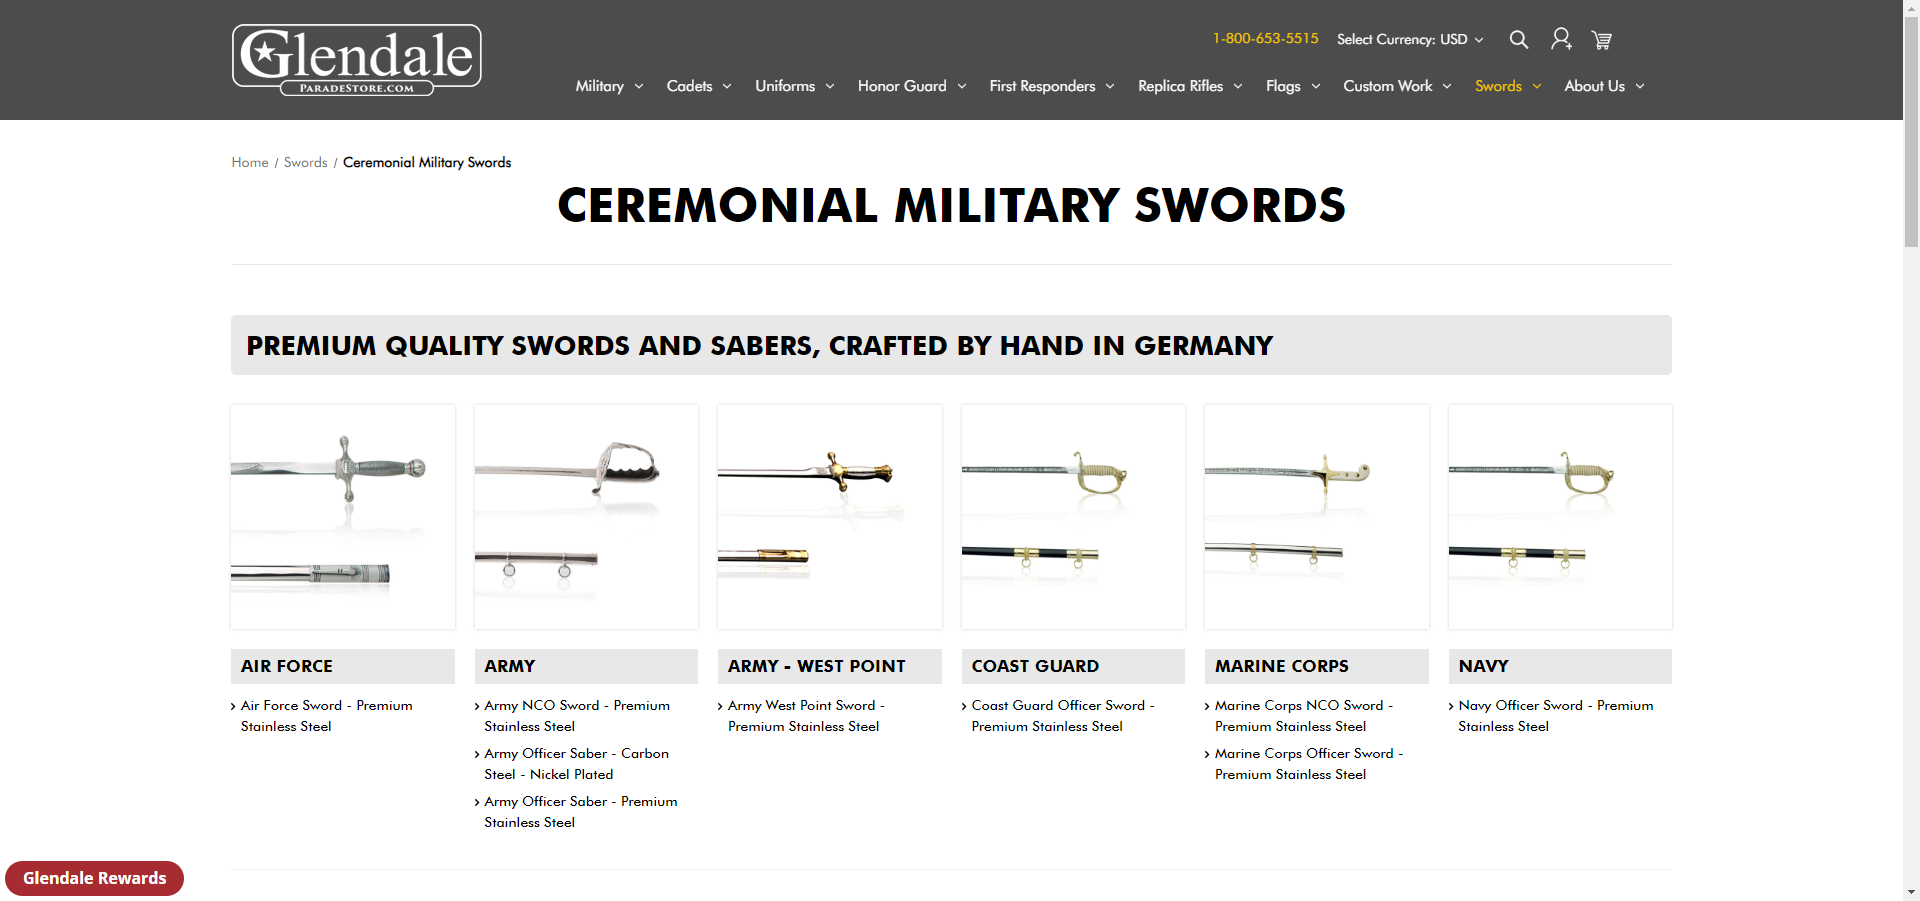 Glendale
PARADESTORE.COM
1-800-653-5515 Select Currency: USD
Military Cadets Uniforms Honor Guard First Responders Replica Rifles Flags Custom Work Swords About Us
Home / Swords / Ceremonial Military Swords
CEREMONIAL MILITARY SWORDS
PREMIUM QUALITY SWORDS AND SABERS, CRAFTED BY HAND IN GERMANY
AIR FORCE
Air Force Sword - Premium
Stainless Steel
ARMY
Army NCO Sword - Premium
Stainless Steel
Army Officer Saber - Carbon
Steel - Nickel Plated
Army Officer Saber - Premium
Stainless Steel
ARMY - WEST POINT
Army West Point Sword -
Premium Stainless Steel
COAST GUARD
Coast Guard Officer Sword -
Premium Stainless Steel
MARINE CORPS
Marine Corps NCO Sword -
Premium Stainless Steel
Marine Corps Officer Sword -
Premium Stainless Steel
NAVY
Navy Officer Sword - Premium
Stainless Steel
Glendale Rewards